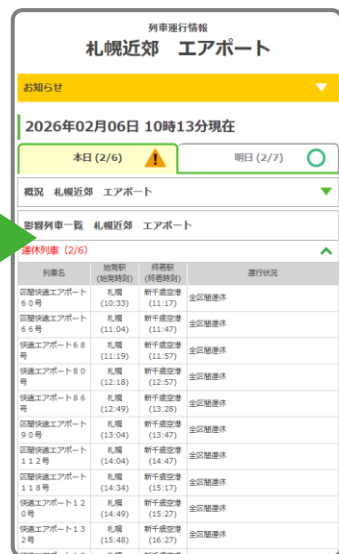 列車運行情報
札幌近郊　エアポート
お知らせ
2026年02月06日 10時13分現在
本日 (2/6)
明日 (2/7)
概況　札幌近郊　エアポート
影響列車一覧　札幌近郊　エアポート
運休列車（2/6）
列車名 始発駅 (始発時刻) 終着駅 (終着時刻) 運行状況
区間快速エアポート60号 札幌 (10:33) 新千歳空港 (11:17) 全区間運休
区間快速エアポート66号 札幌 (11:04) 新千歳空港 (11:47) 全区間運休
快速エアポート68号 札幌 (11:19) 新千歳空港 (11:57) 全区間運休
快速エアポート80号 札幌 (12:18) 新千歳空港 (12:57) 全区間運休
快速エアポート86号 札幌 (12:49) 新千歳空港 (13:28) 全区間運休
区間快速エアポート90号 札幌 (13:04) 新千歳空港 (13:47) 全区間運休
区間快速エアポート112号 札幌 (14:04) 新千歳空港 (14:47) 全区間運休
区間快速エアポート118号 札幌 (14:34) 新千歳空港 (15:17) 全区間運休
快速エアポート120号 札幌 (14:49) 新千歳空港 (15:27) 全区間運休
快速エアポート132号 札幌 (15:48) 新千歳空港 (16:27) 全区間運休